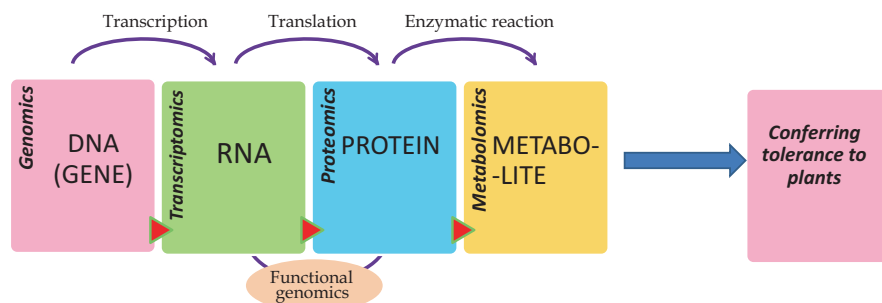 Transcription
Translation
Enzymatic reaction
Genomics
DNA
(GENE)
Transcriptomics
RNA
Proteomics
PROTEIN
Metabolomics
METABO-
-LITE
Conferring
tolerance to
plants
Functional
genomics